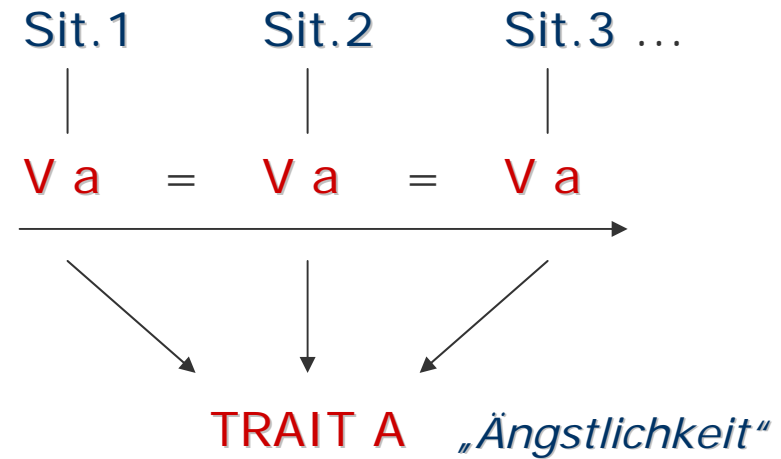 Sit.1 Sit.2 Sit.3 ...
V a = V a = V a
TRAIT A „Ängstlichkeit“